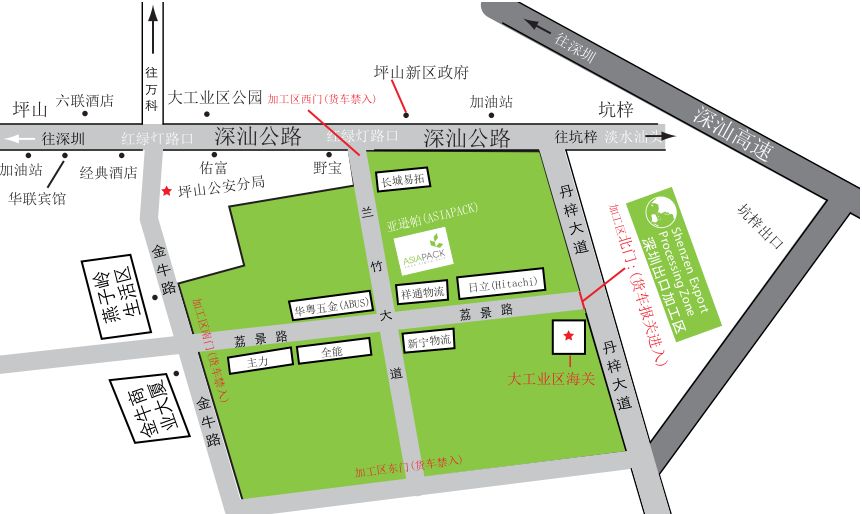 往深圳
往万科
坪山
六联酒店
大工业区公园
加工区西门(货车禁入)
坪山新区政府
加油站
坑梓
深汕高速
往深圳
红绿灯路口
深汕公路
红绿灯路口
深汕公路
往坑梓
淡水汕头
加油站
华联宾馆
经典酒店
佑富
野宝
坪山公安分局
长城易拓
兰竹大道
亚逊舶(ASIAPACK)
ASIAPACK
丹梓大道
加工区北门:(货车报关进入)
Shenzen Export
Processing Zone
深圳出口加工区
坑梓出口
燕子岭
生活区
金牛路
加工区南门(货车禁入)
华粤五金(ABUS)
祥通物流
日立(Hitachi)
荔景路
荔景路
主力
全能
新宁物流
大工业区海关
丹梓大道
金牛商
业大厦
金牛路
加工区东门(货车禁入)